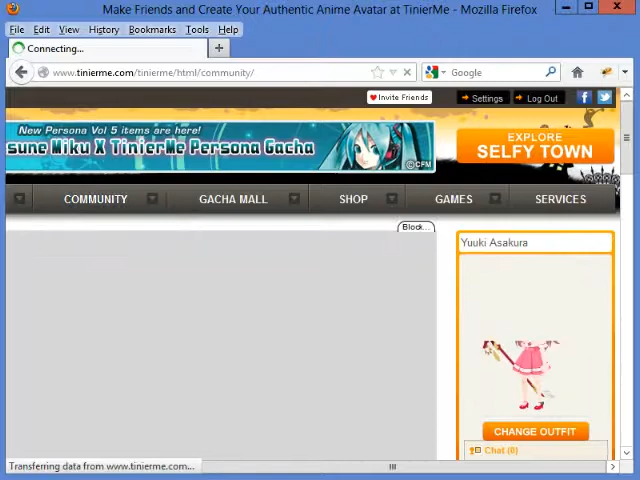 Make Friends and Create Your Authentic Anime Avatar at TinierMe - Mozilla Firefox
File Edit View History Bookmarks Tools Help
Connecting...
www.tinierme.com/tinierme/html/community/
Google
Invite Friends
Settings
Log Out
New Persona Vol 5 items are here!
sune Miku X TinierMe Persona Gacha
©CFM
EXPLORE
SELFY TOWN
COMMUNITY GACHA MALL SHOP GAMES SERVICES
Block...
Yuuki Asakura
CHANGE OUTFIT
Chat (0)
Transferring data from www.tinierme.com...